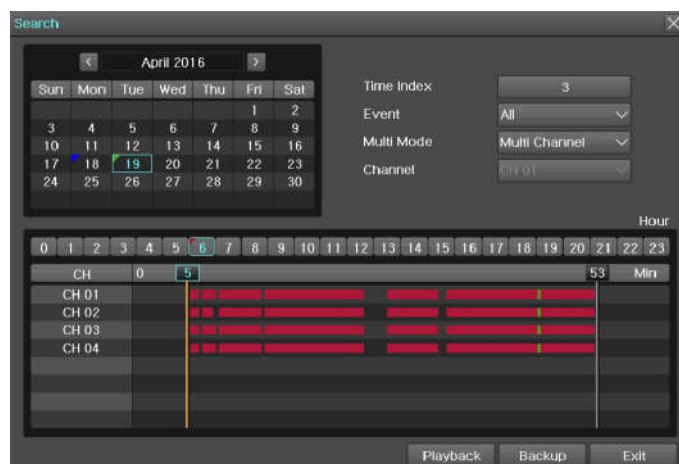 Search
April 2016
Sun Mon Tue Wed Thu Fri Sat
1 2
3 4 5 6 7 8 9
10 11 12 13 14 15 16
17 18 19 20 21 22 23
24 25 26 27 28 29 30
Time Index 3
Event All
Multi Mode Multi Channel
Channel CH 01
Hour
0 1 2 3 4 5 6 7 8 9 10 11 12 13 14 15 16 17 18 19 20 21 22 23
CH 0 5 53 Min
CH 01
CH 02
CH 03
CH 04
Playback Backup Exit